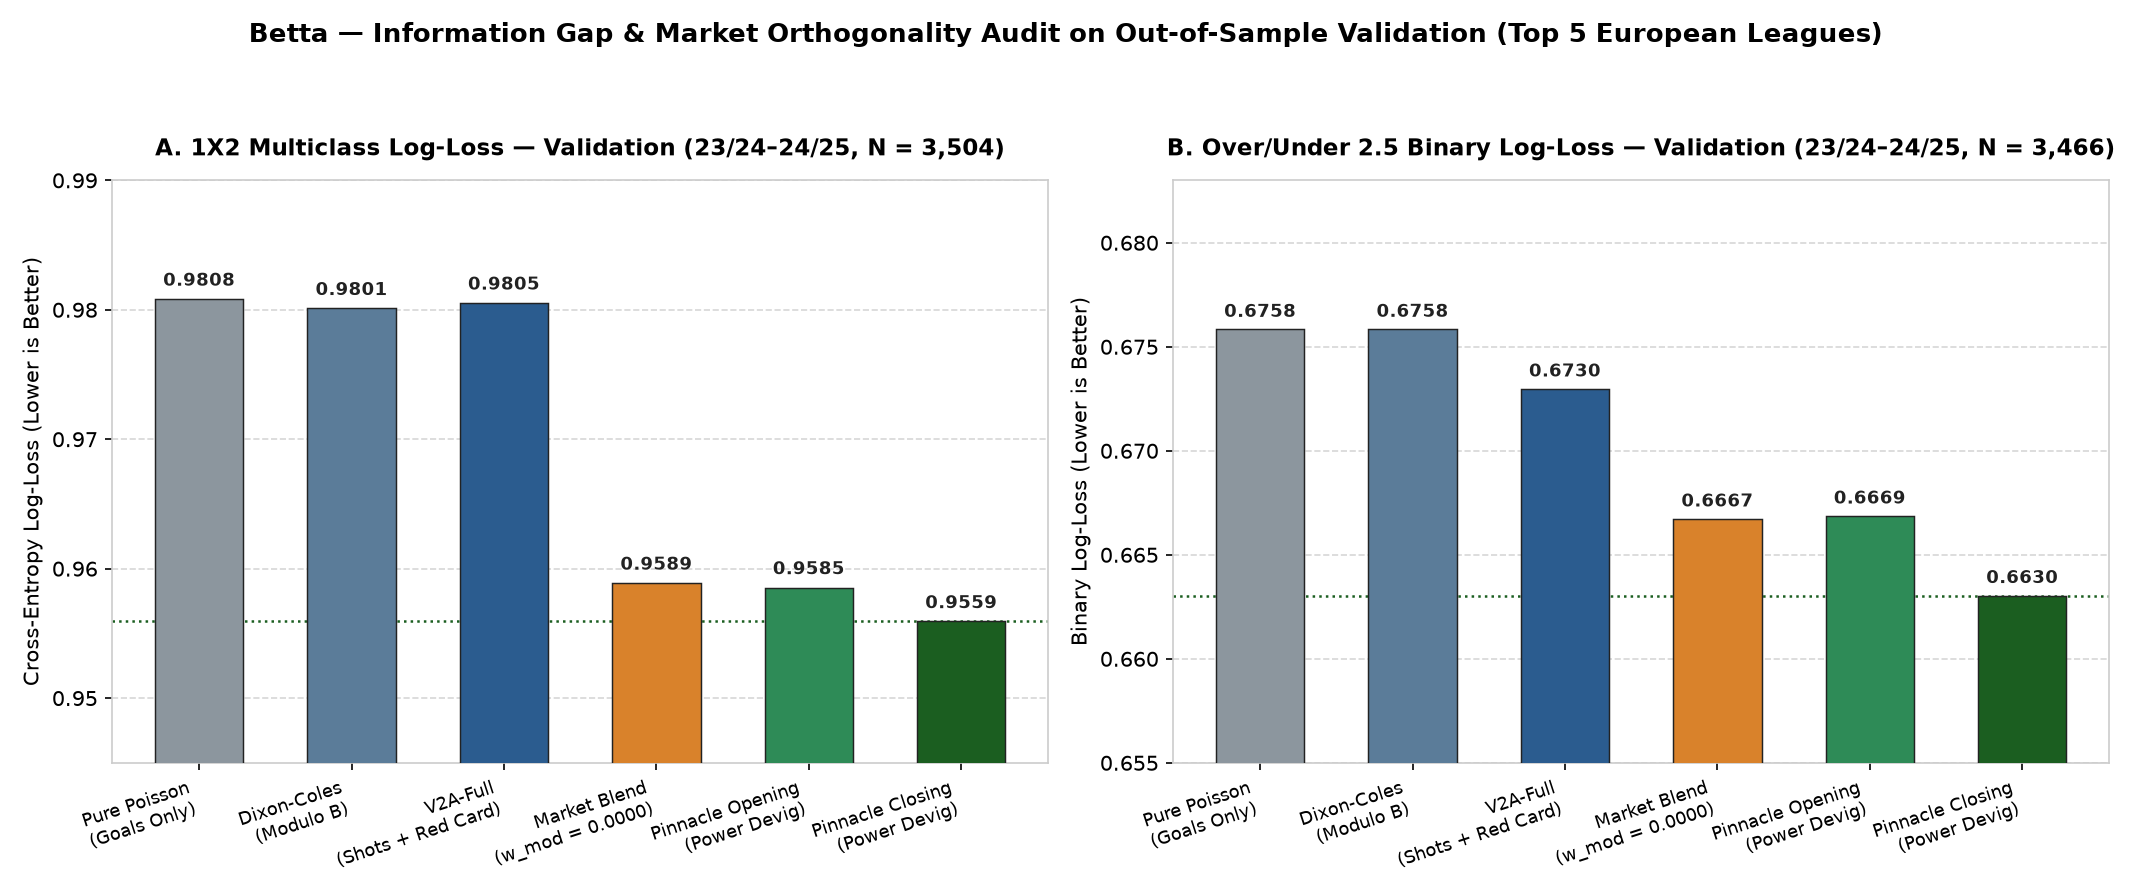 Betta — Information Gap & Market Orthogonality Audit on Out-of-Sample Validation (Top 5 European Leagues)
A. 1X2 Multiclass Log-Loss — Validation (23/24–24/25, N = 3,504)
Cross-Entropy Log-Loss (Lower is Better)
0.99
0.98
0.97
0.96
0.95
0.9808
0.9801
0.9805
0.9589
0.9585
0.9559
Pure Poisson
(Goals Only)
Dixon-Coles
(Modulo B)
V2A-Full
(Shots + Red Card)
Market Blend
(w_mod = 0.0000)
Pinnacle Opening
(Power Devig)
Pinnacle Closing
(Power Devig)
B. Over/Under 2.5 Binary Log-Loss — Validation (23/24–24/25, N = 3,466)
Binary Log-Loss (Lower is Better)
0.680
0.675
0.670
0.665
0.660
0.655
0.6758
0.6758
0.6730
0.6667
0.6669
0.6630
Pure Poisson
(Goals Only)
Dixon-Coles
(Modulo B)
V2A-Full
(Shots + Red Card)
Market Blend
(w_mod = 0.0000)
Pinnacle Opening
(Power Devig)
Pinnacle Closing
(Power Devig)